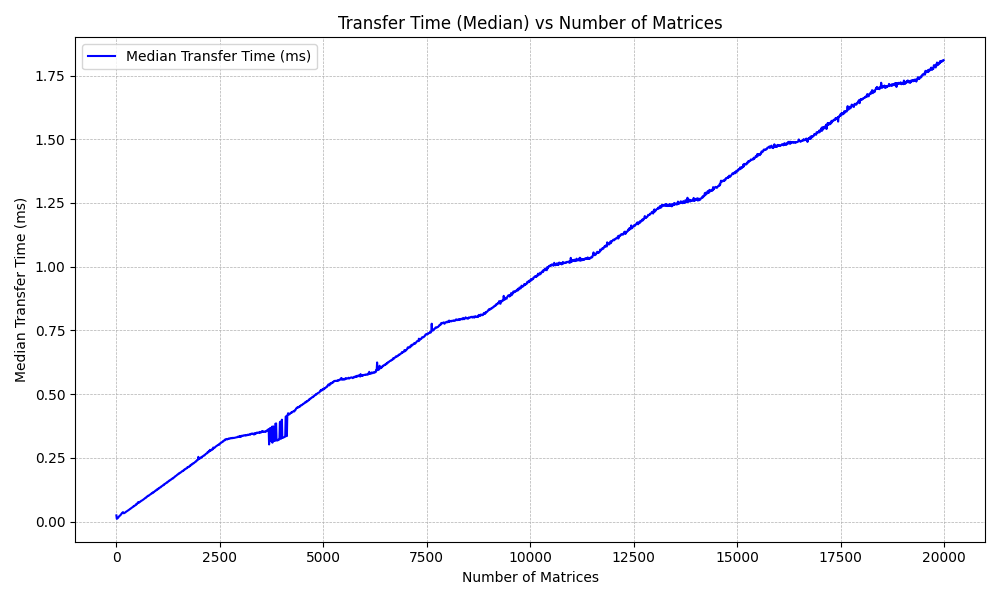 Transfer Time (Median) vs Number of Matrices
Median Transfer Time (ms)
Median Transfer Time (ms)
1.75
1.50
1.25
1.00
0.75
0.50
0.25
0.00
0 2500 5000 7500 10000 12500 15000 17500 20000
Number of Matrices